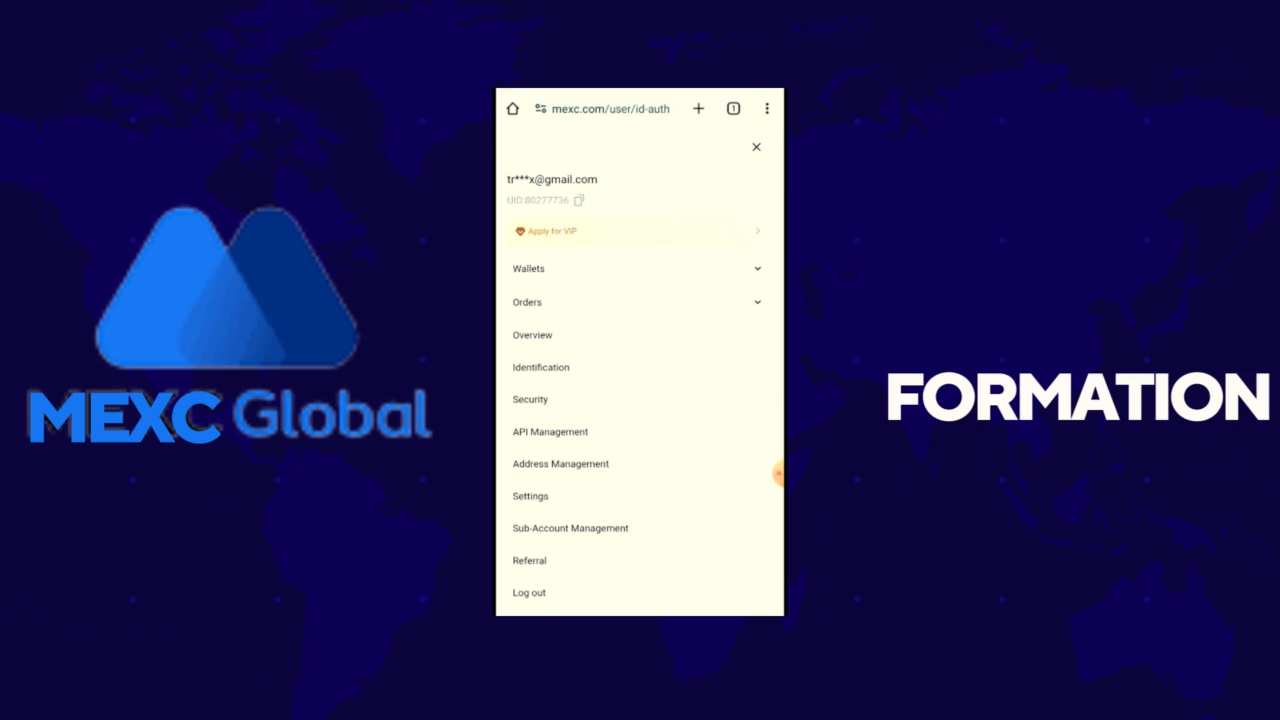 mexc.com/user/id-auth
1
tr***x@gmail.com
UID 80277736
Apply for VIP
Wallets
Orders
Overview
Identification
Security
API Management
Address Management
Settings
Sub-Account Management
Referral
Log out
MEXC Global
FORMATION